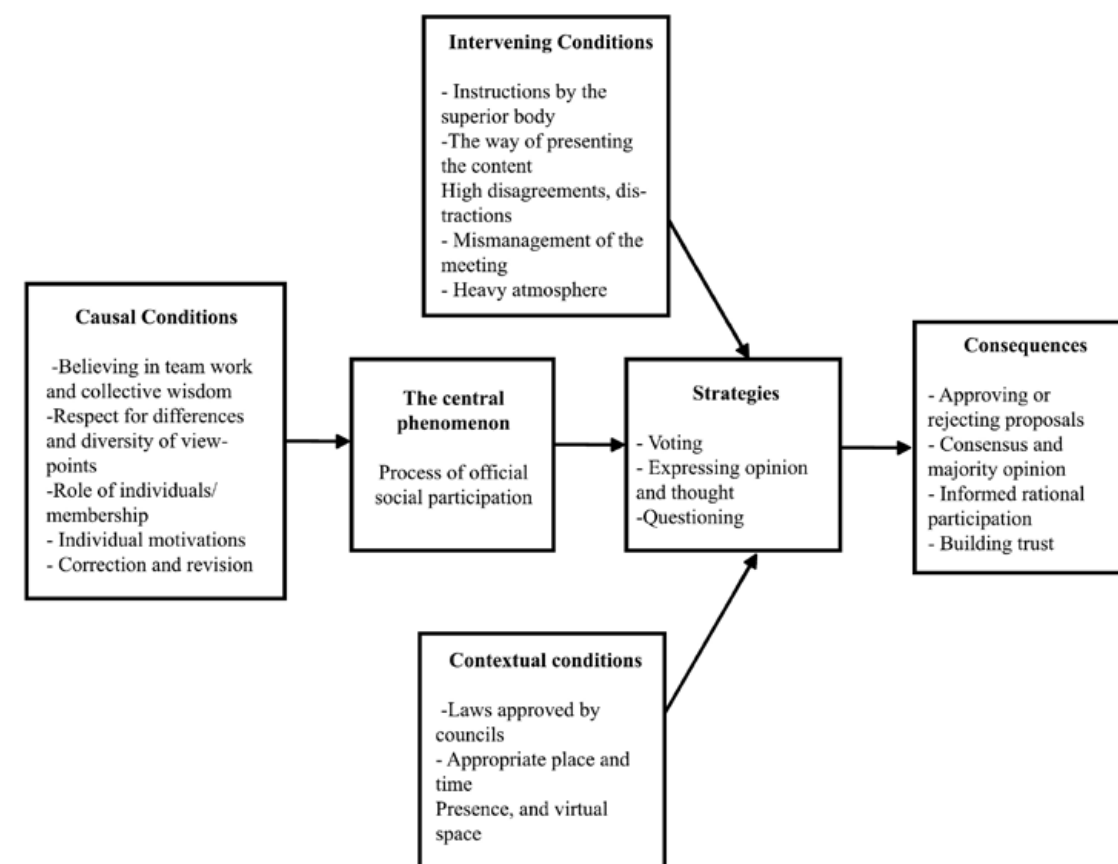 Intervening Conditions
- Instructions by the
superior body
-The way of presenting
the content
High disagreements, dis-
tractions
- Mismanagement of the
meeting
- Heavy atmosphere
Causal Conditions
-Believing in team work
and collective wisdom
-Respect for differences
and diversity of view-
points
-Role of individuals/
membership
- Individual motivations
- Correction and revision
The central
phenomenon
Process of official
social participation
Strategies
- Voting
- Expressing opinion
and thought
-Questioning
Consequences
- Approving or
rejecting proposals
- Consensus and
majority opinion
- Informed rational
participation
- Building trust
Contextual conditions
-Laws approved by
councils
- Appropriate place and
time
Presence, and virtual
space